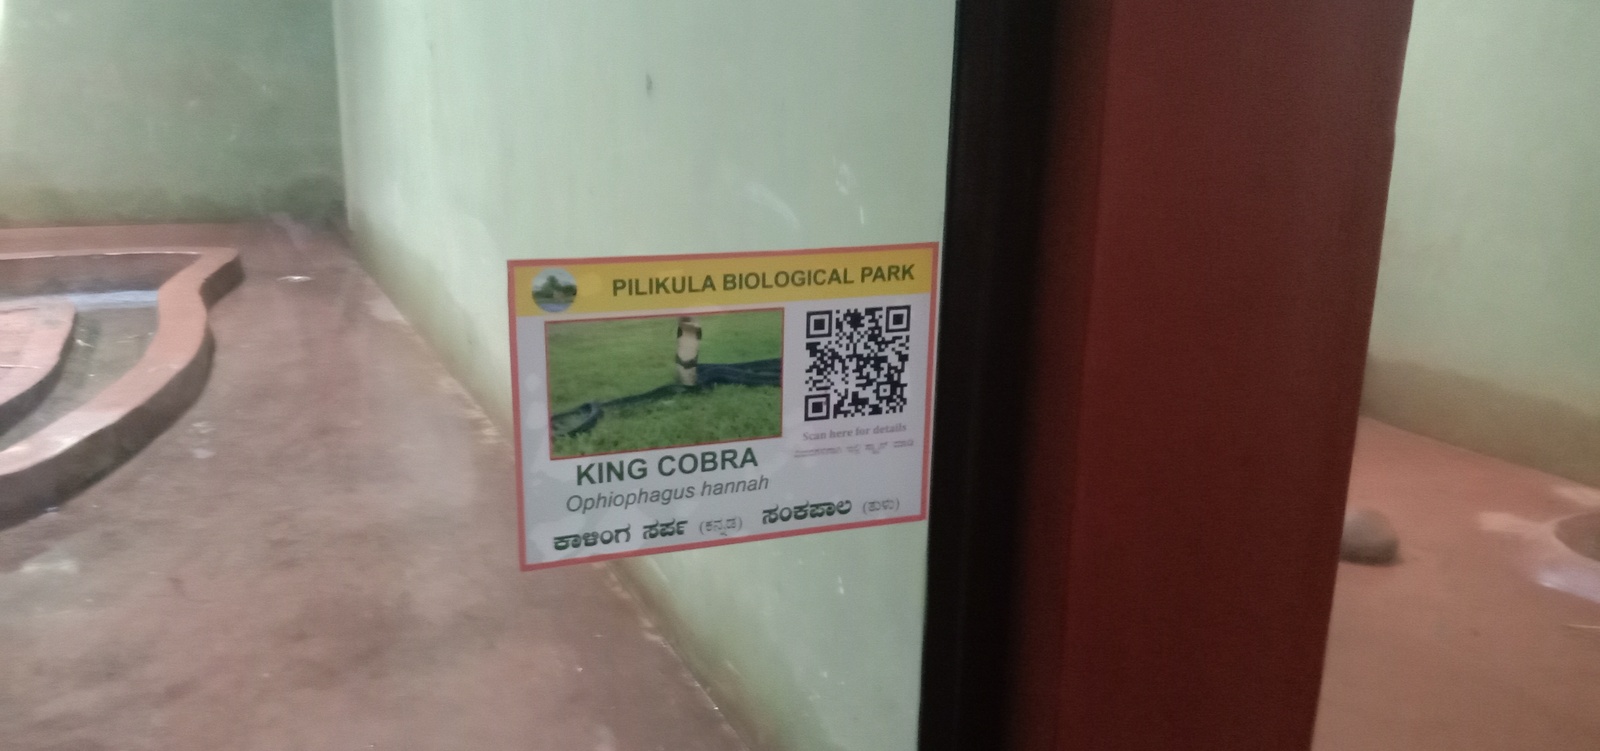 PILIKULA BIOLOGICAL PARK
Scan here for details
KING COBRA
Ophiophagus hannah
ಕಾಳಿಂಗ ಸರ್ಪ (ಕನ್ನಡ) ಸಂಕಪಾಲ (ತುಳು)